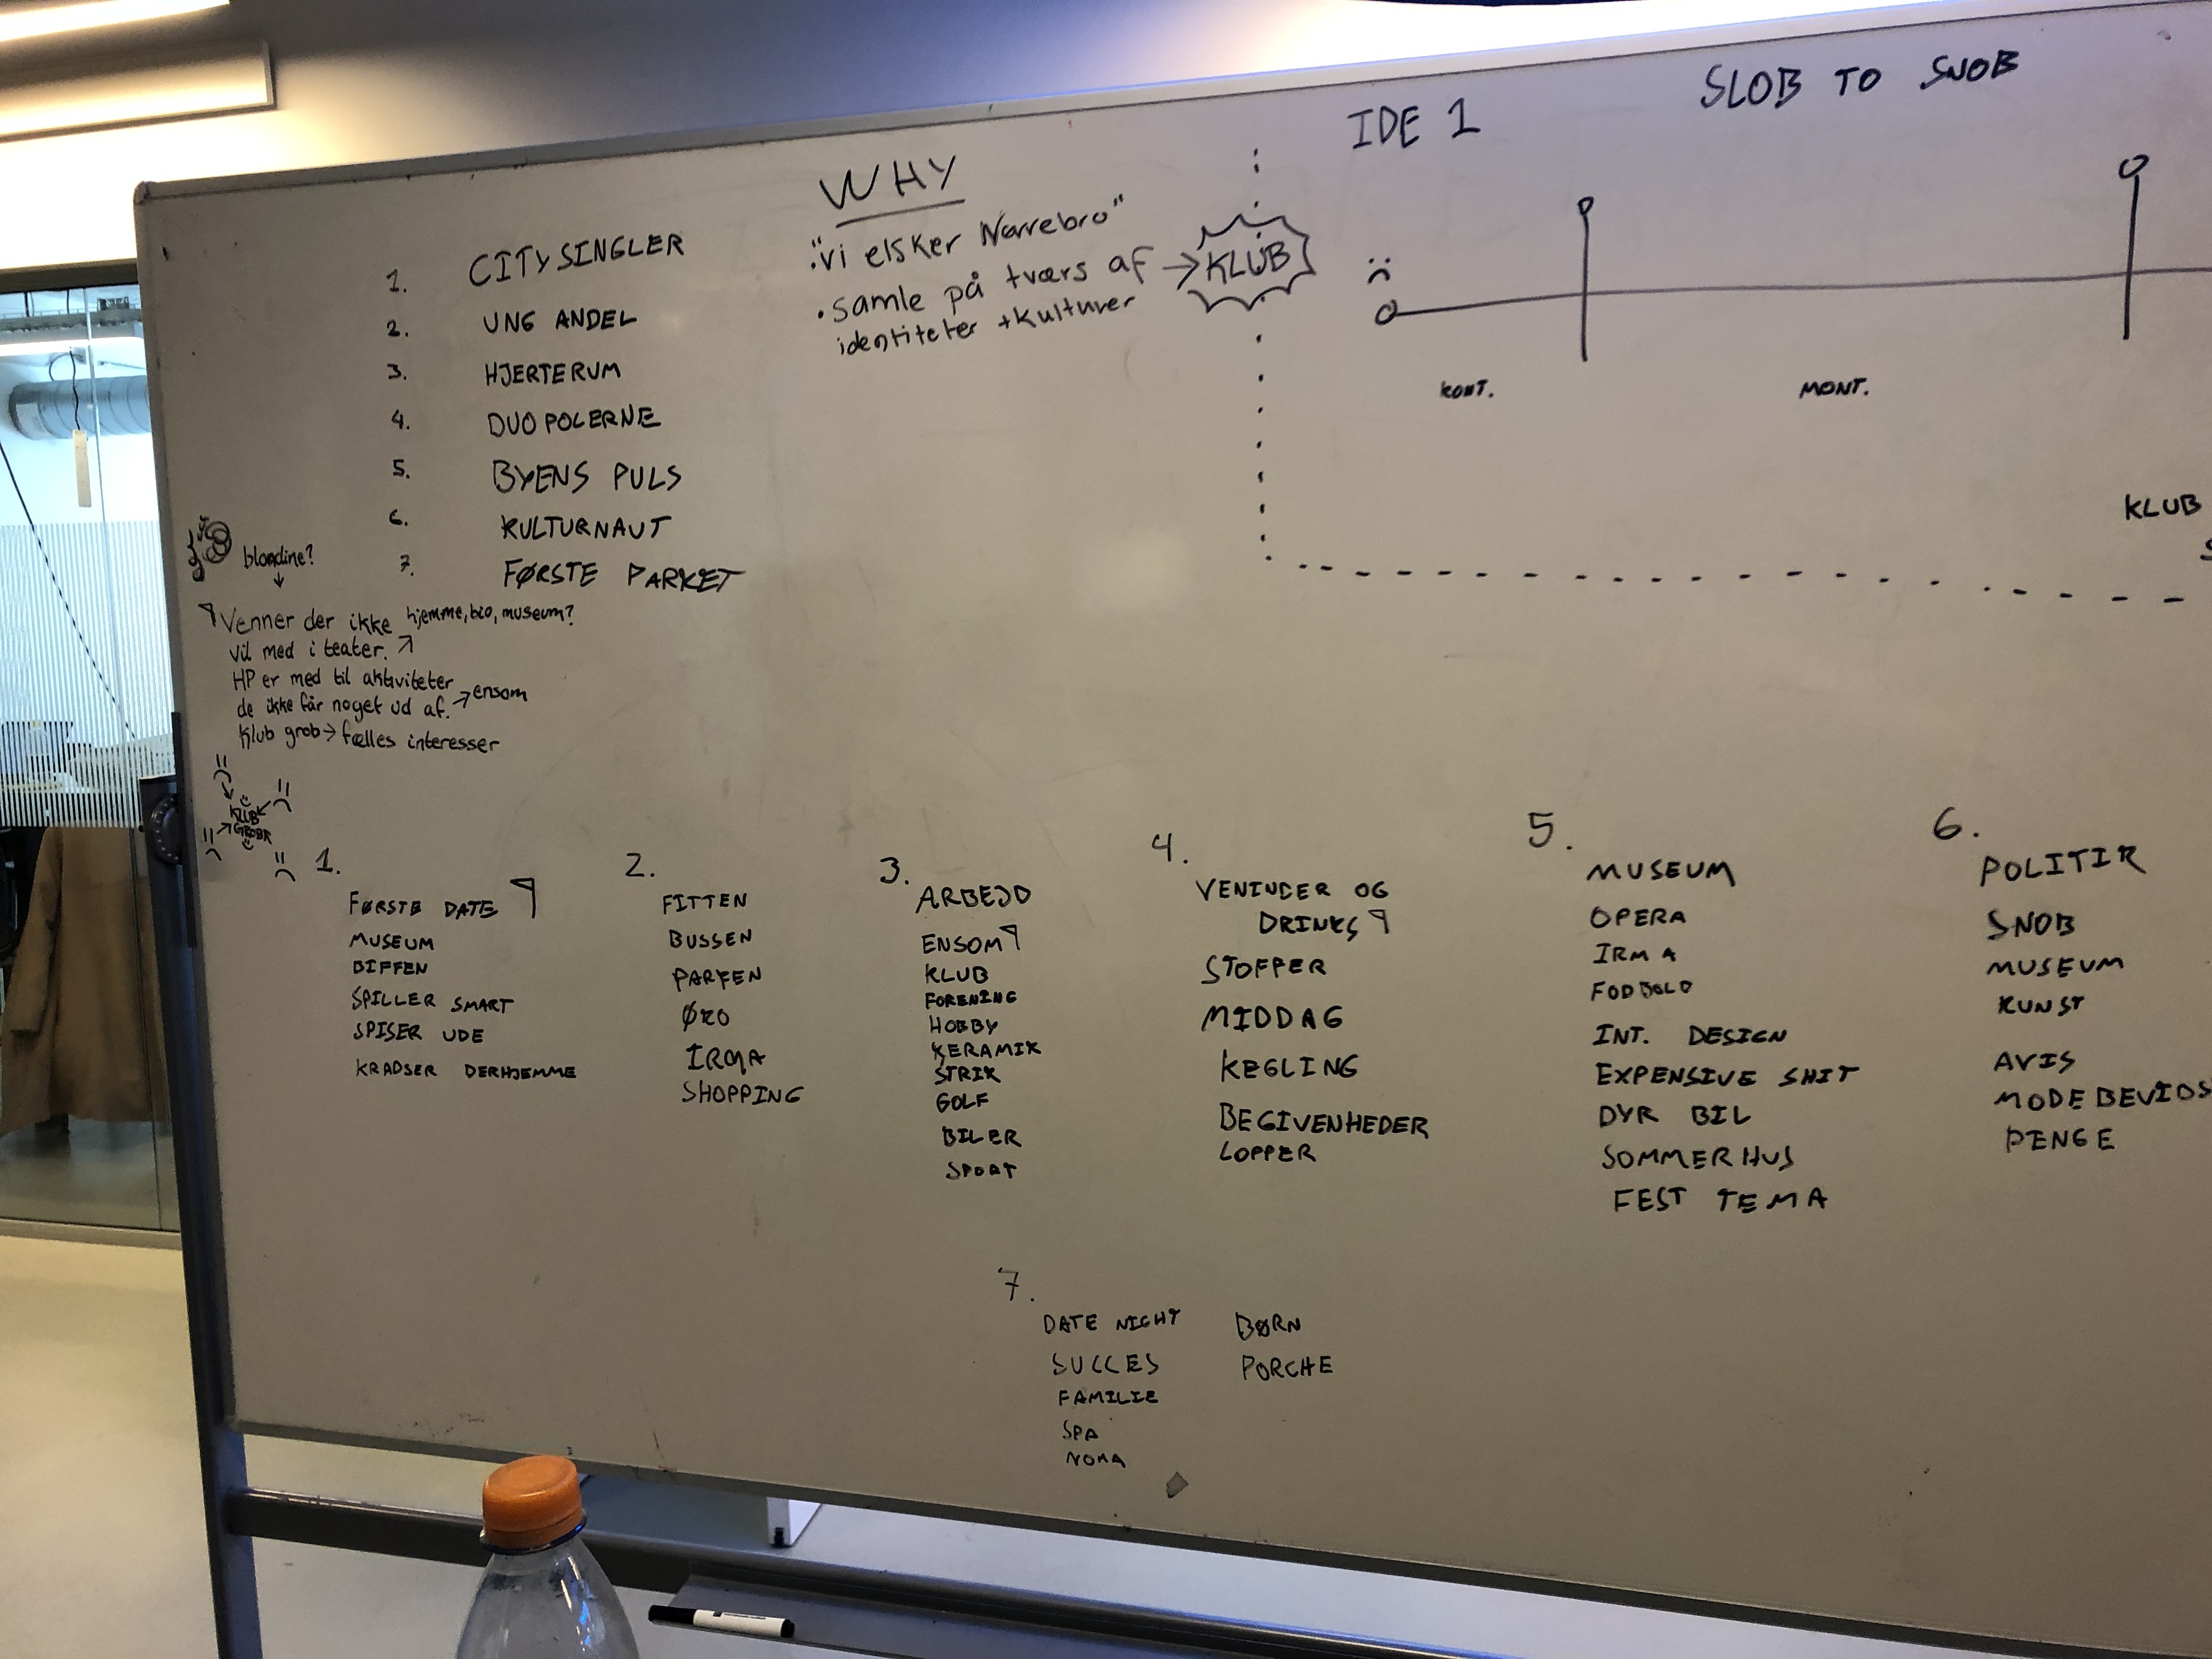 IDE 1
SLOB TO SNOB
WHY
"vi elsker Nørrebro"
• samle på tværs af → KLUB
identiteter + kulturer
1. CITY SINGLER
2. UNG ANDEL
3. HJERTERUM
4. DUOPOLERNE
5. BYENS PULS
6. KULTURNAUT
7. FØRSTE PARKET
KONT.
MONT.
KLUB
S
blondine?
↓
Venner der ikke hjemme, bio, museum?
vil med i teater. ↗
HP er med til aktiviteter
de ikke får noget ud af. → ensom
Klub grob → fælles interesser
KLUB
GROB
1.
FØRSTE DATE
MUSEUM
BIFFEN
SPILLER SMART
SPISER UDE
KRADSER DERHJEMME
2.
FITTEN
BUSSEN
PARKEN
ØRO
IRMA
SHOPPING
3.
ARBEJD
ENSOM
KLUB
FORENING
HOBBY
KERAMIK
STRIK
GOLF
BILER
SPORT
4.
VENINDER OG
DRINKS
STOFFER
MIDDAG
KEGLING
BEGIVENHEDER
LOPPER
5.
MUSEUM
OPERA
IRMA
FODBOLD
INT. DESIGN
EXPENSIVE SHIT
DYR BIL
SOMMERHUS
FEST TEMA
6.
POLITIK
SNOB
MUSEUM
KUNST
AVIS
MODEBEVIDS
PENGE
7.
DATE NIGHT BØRN
SUCCES PORCHE
FAMILIE
SPA
NOMA